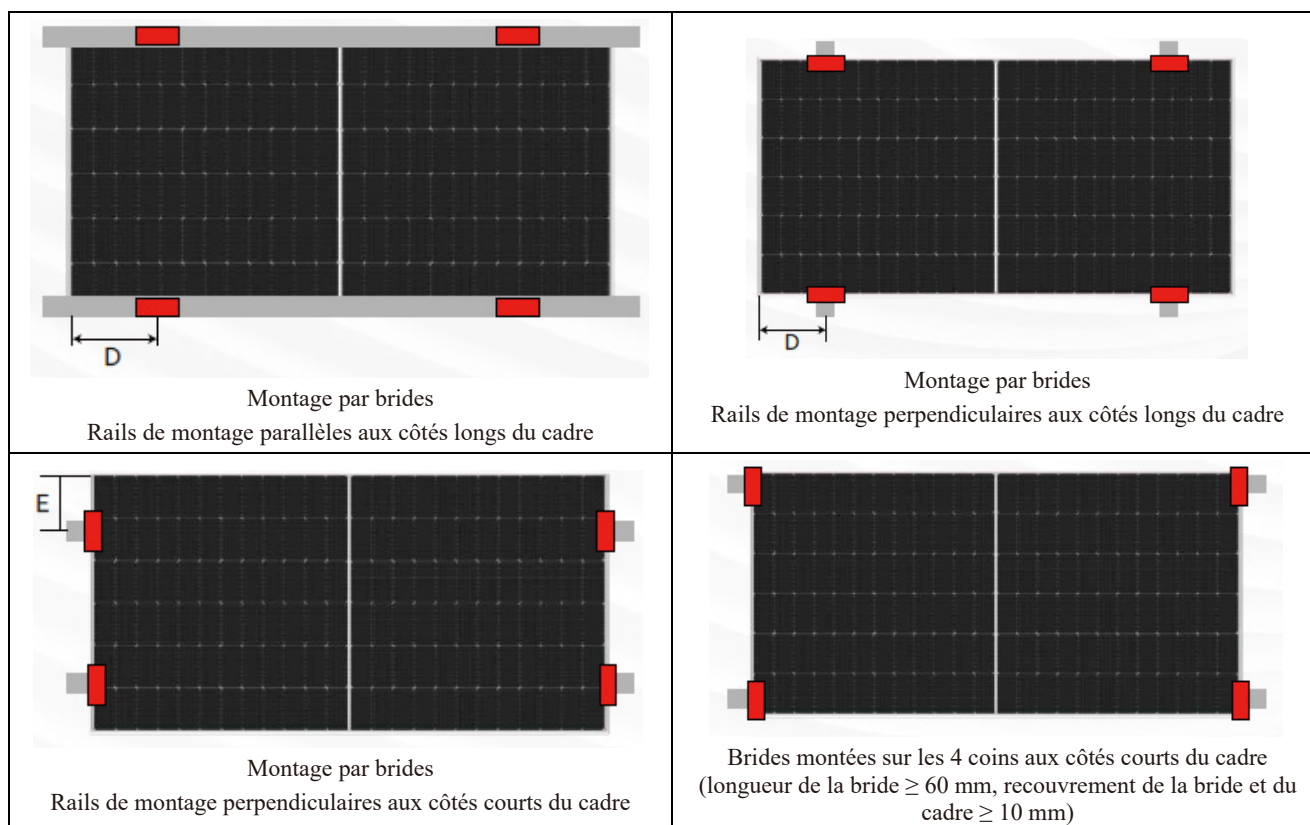 D
Montage par brides
Rails de montage parallèles aux côtés longs du cadre
D
Montage par brides
Rails de montage perpendiculaires aux côtés longs du cadre
E
Montage par brides
Rails de montage perpendiculaires aux côtés courts du cadre
Brides montées sur les 4 coins aux côtés courts du cadre
(longueur de la bride ≥ 60 mm, recouvrement de la bride et du
cadre ≥ 10 mm)